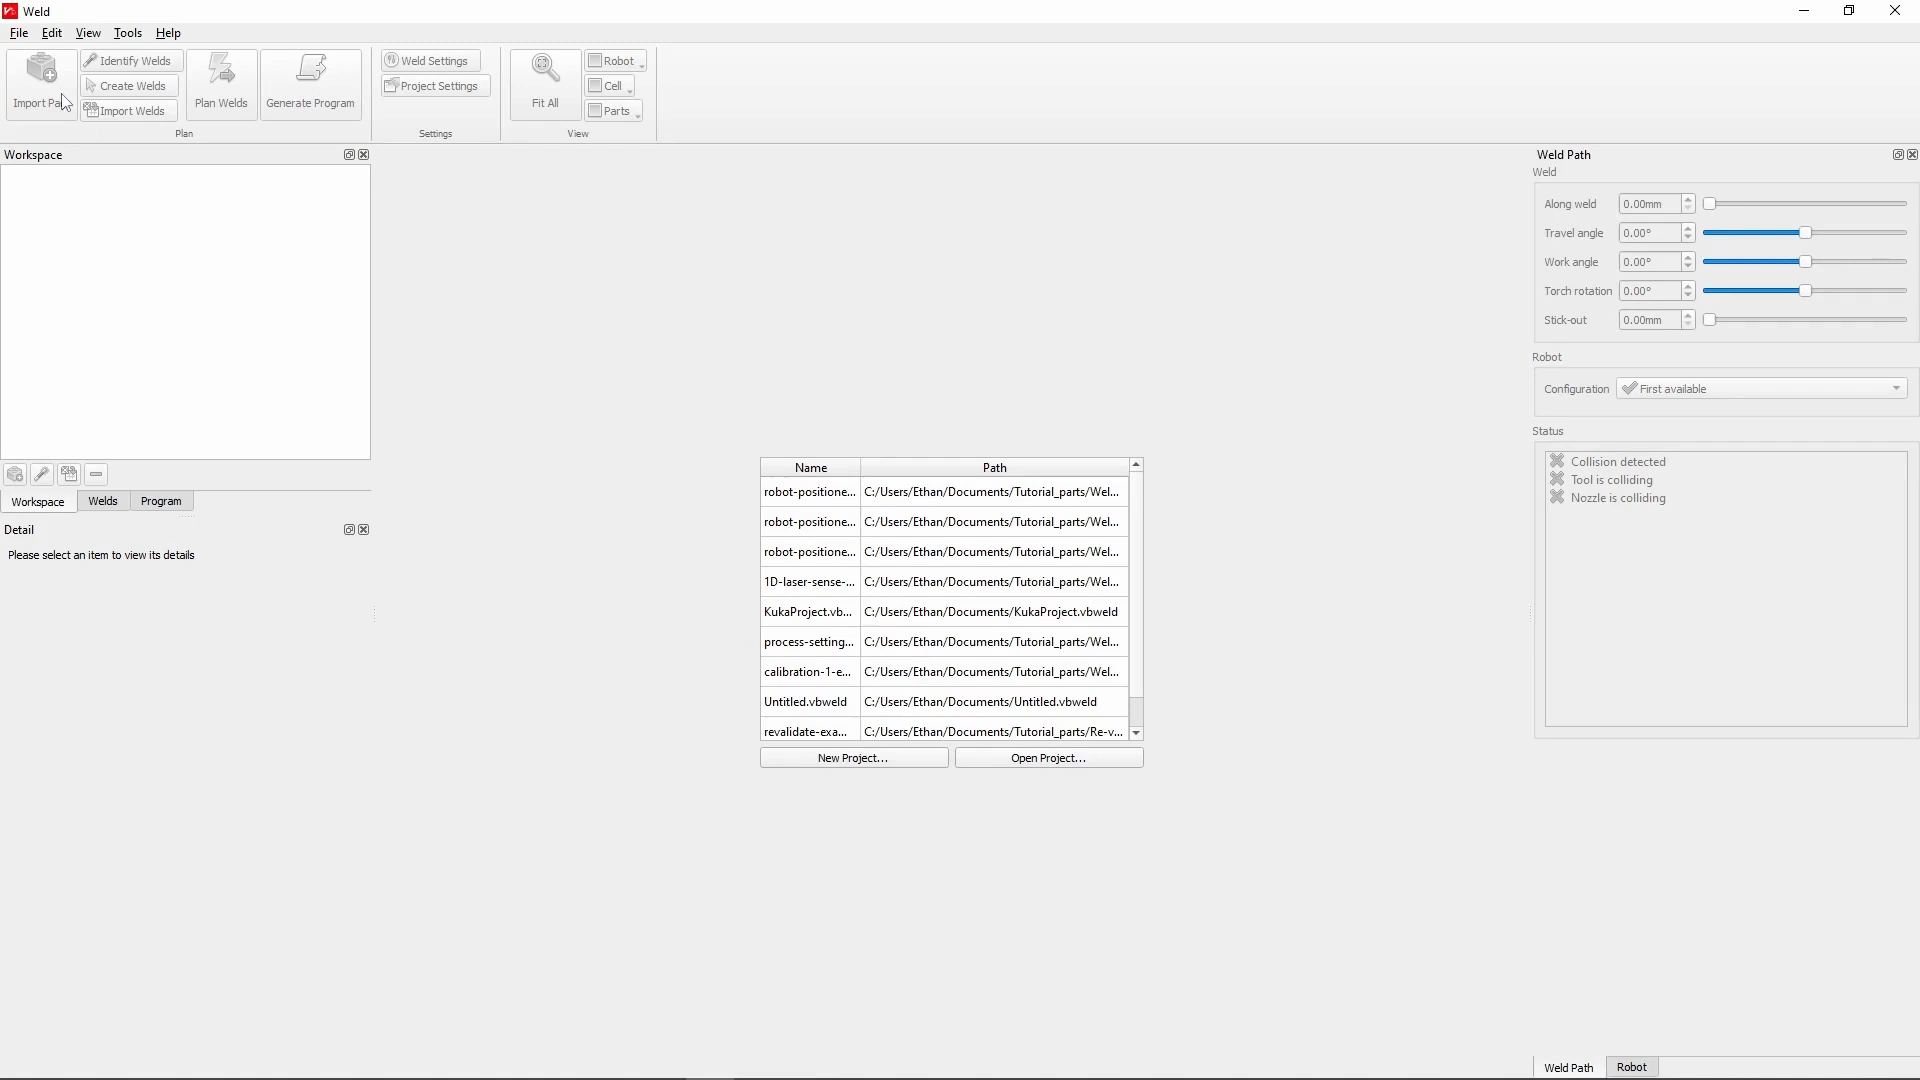 Weld
File Edit View Tools Help
Import Pa
Identify Welds
Create Welds
Import Welds
Plan Welds
Generate Program
Plan
Weld Settings
Project Settings
Settings
Fit All
Robot
Cell
Parts
View
Workspace
Workspace Welds Program
Detail
Please select an item to view its details
Name Path
robot-positione... C:/Users/Ethan/Documents/Tutorial_parts/Wel...
robot-positione... C:/Users/Ethan/Documents/Tutorial_parts/Wel...
robot-positione... C:/Users/Ethan/Documents/Tutorial_parts/Wel...
1D-laser-sense-... C:/Users/Ethan/Documents/Tutorial_parts/Wel...
KukaProject.vb... C:/Users/Ethan/Documents/KukaProject.vbweld
process-setting... C:/Users/Ethan/Documents/Tutorial_parts/Wel...
calibration-1-e... C:/Users/Ethan/Documents/Tutorial_parts/Wel...
Untitled.vbweld C:/Users/Ethan/Documents/Untitled.vbweld
revalidate-exa... C:/Users/Ethan/Documents/Tutorial_parts/Re-v...
New Project... Open Project...
Weld Path
Weld
Along weld 0.00mm
Travel angle 0.00°
Work angle 0.00°
Torch rotation 0.00°
Stick-out 0.00mm
Robot
Configuration First available
Status
Collision detected
Tool is colliding
Nozzle is colliding
Weld Path Robot